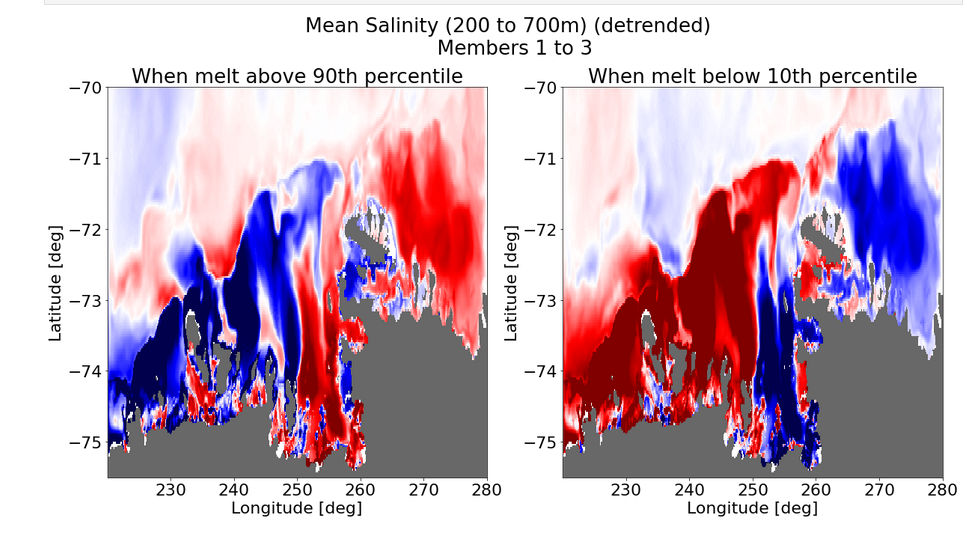 Mean Salinity (200 to 700m) (detrended)
Members 1 to 3
When melt above 90th percentile
When melt below 10th percentile
−70
−71
−72
−73
−74
−75
Latitude [deg]
230 240 250 260 270 280
Longitude [deg]
−70
−71
−72
−73
−74
−75
Latitude [deg]
230 240 250 260 270 280
Longitude [deg]